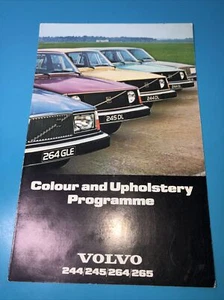 264 GLE
245 DL
244 DL
Colour and Upholstery
Programme
VOLVO
244/245/264/265